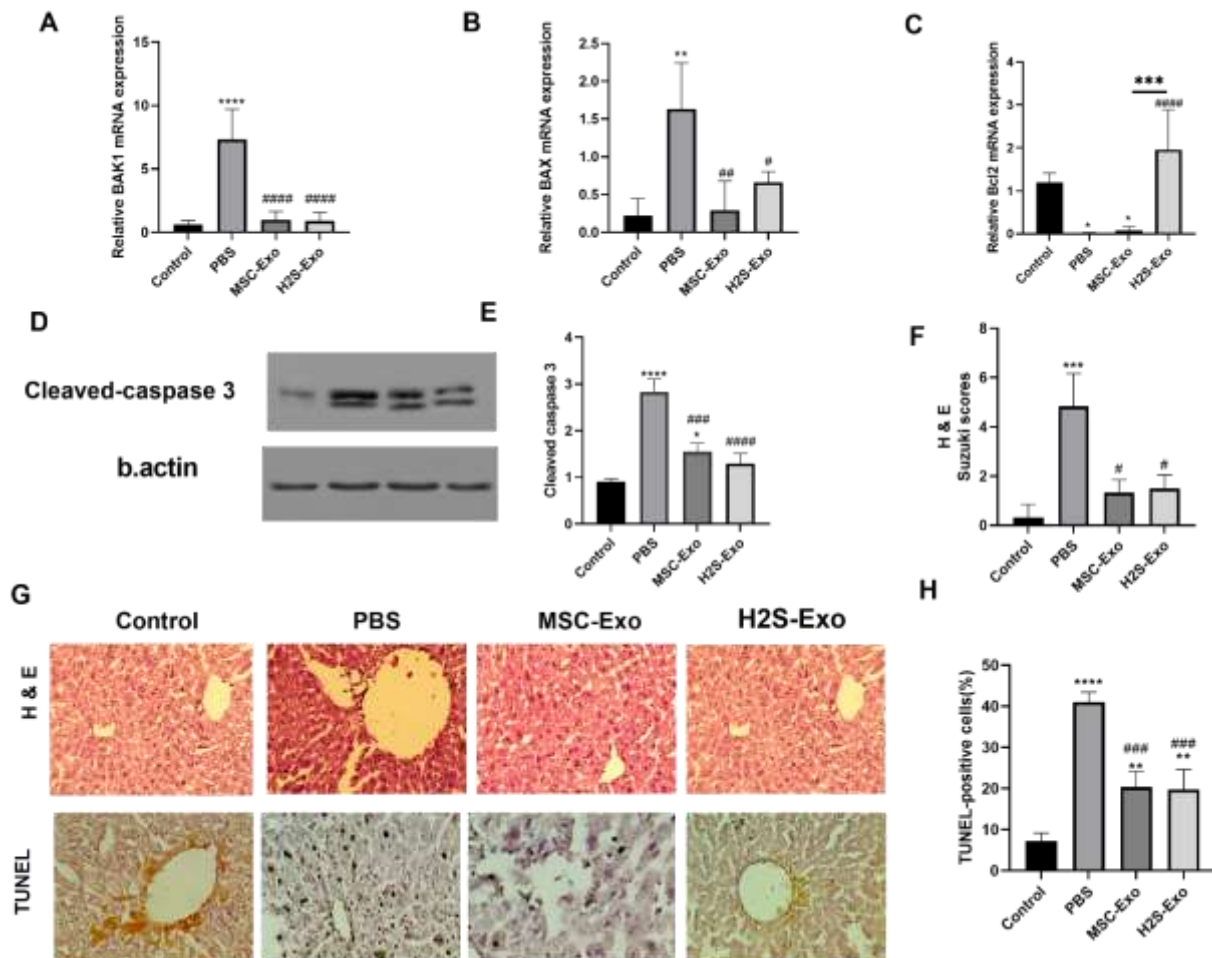 A
Relative BAK1 mRNA expression
15
10
5
0
****
####
####
Control
PBS
MSC-Exo
H2S-Exo
B
Relative BAX mRNA expression
2.5
2.0
1.5
1.0
0.5
0.0
**
##
#
Control
PBS
MSC-Exo
H2S-Exo
C
Relative Bcl2 mRNA expression
4
3
2
1
0
***
####
*
*
Control
PBS
MSC-Exo
H2S-Exo
D
Cleaved-caspase 3
b.actin
E
Cleaved caspase 3
4
3
2
1
0
****
###
*
####
Control
PBS
MSC-Exo
H2S-Exo
F
H & E
Suzuki scores
8
6
4
2
0
***
#
#
Control
PBS
MSC-Exo
H2S-Exo
G
Control
PBS
MSC-Exo
H2S-Exo
H & E
TUNEL
H
TUNEL-positive cells(%)
50
40
30
20
10
0
****
###
**
###
**
Control
PBS
MSC-Exo
H2S-Exo